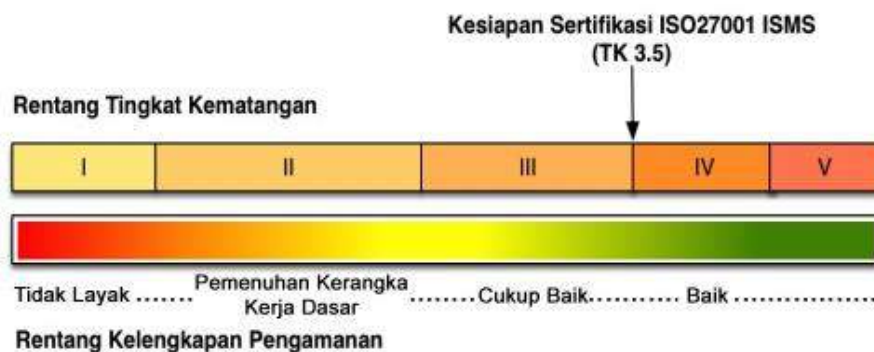 Kesiapan Sertifikasi ISO27001 ISMS
(TK 3.5)
Rentang Tingkat Kematangan
I II III IV V
Tidak Layak ....... Pemenuhan Kerangka Kerja Dasar ........ Cukup Baik ........... Baik .................
Rentang Kelengkapan Pengamanan